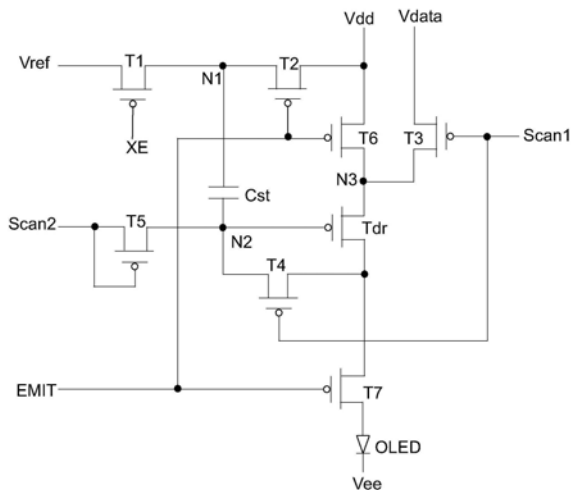 Vdd
Vdata
Vref
T1
N1
T2
XE
T6
T3
Scan1
N3
Cst
Scan2
T5
N2
Tdr
T4
EMIT
T7
OLED
Vee